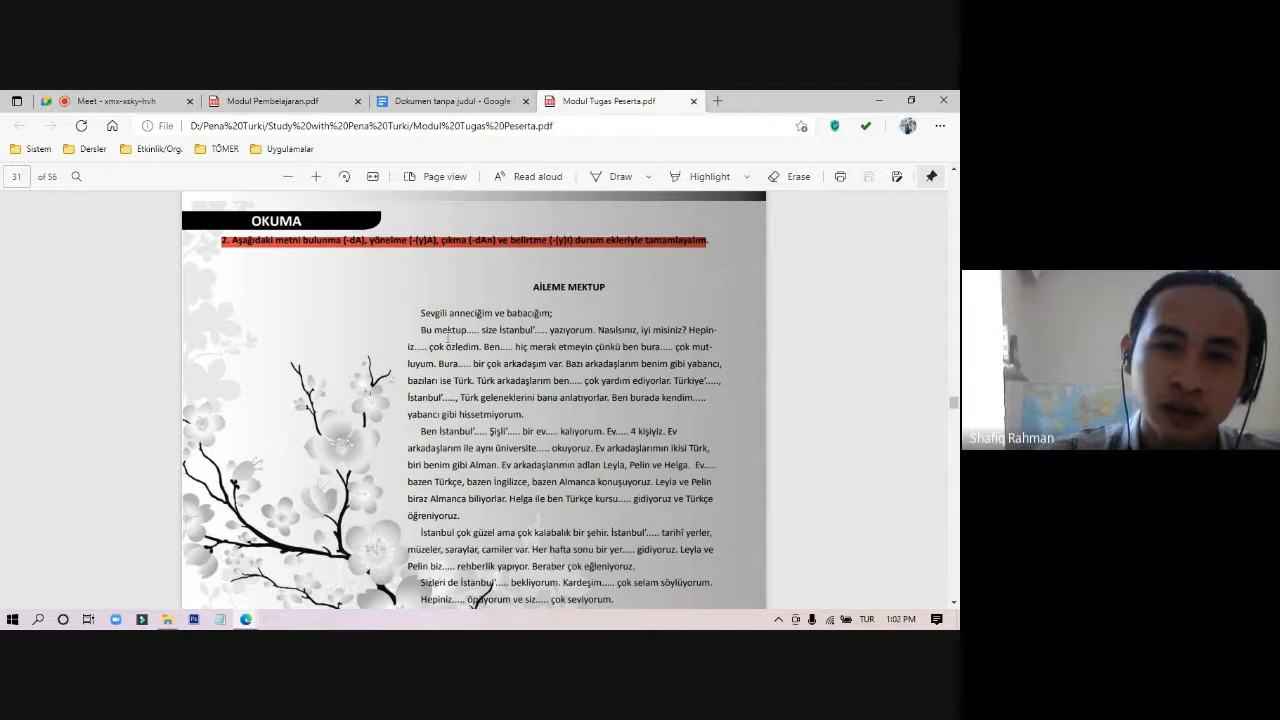 Meet - xmx-xsky-hvh
Modul Pembelajaran.pdf
Dokumen tanpa judul - Google
Modul Tugas Peserta.pdf
File
D:/Pena%20Turki/Study%20with%20Pena%20Turki/Modul%20Tugas%20Peserta.pdf
Sistem
Dersler
Etkinlik/Org.
TÖMER
Uygulamalar
31 of 56
Page view
Read aloud
Draw
Highlight
Erase
OKUMA
2. Aşağıdaki metni bulunma (-dA), yönelme (-(y)A), çıkma (-dAn) ve belirtme (-(y)I) durum ekleriyle tamamlayalım.
AİLEME MEKTUP
Sevgili anneciğim ve babacığım;
Bu mektup..... size İstanbul'..... yazıyorum. Nasılsınız, iyi misiniz? Hepin-
iz..... çok özledim. Ben..... hiç merak etmeyin çünkü ben bura..... çok mut-
luyum. Bura..... bir çok arkadaşım var. Bazı arkadaşlarım benim gibi yabancı,
bazıları ise Türk. Türk arkadaşlarım ben..... çok yardım ediyorlar. Türkiye'.....,
İstanbul'....., Türk geleneklerini bana anlatıyorlar. Ben burada kendim.....
yabancı gibi hissetmiyorum.
Ben İstanbul'..... Şişli'..... bir ev..... kalıyorum. Ev..... 4 kişiyiz. Ev
arkadaşlarım ile aynı üniversite..... okuyoruz. Ev arkadaşlarımın ikisi Türk,
biri benim gibi Alman. Ev arkadaşlarımın adları Leyla, Pelin ve Helga. Ev.....
bazen Türkçe, bazen İngilizce, bazen Almanca konuşuyoruz. Leyla ve Pelin
biraz Almanca biliyorlar. Helga ile ben Türkçe kursu..... gidiyoruz ve Türkçe
öğreniyoruz.
İstanbul çok güzel ama çok kalabalık bir şehir. İstanbul'..... tarihî yerler,
müzeler, saraylar, camiler var. Her hafta sonu bir yer..... gidiyoruz. Leyla ve
Pelin biz..... rehberlik yapıyor. Beraber çok eğleniyoruz.
Sizleri de İstanbul'..... bekliyorum. Kardeşim..... çok selam söylüyorum.
Hepiniz..... öpüyorum ve siz..... çok seviyorum.
Shafiq Rahman
TUR
1:02 PM